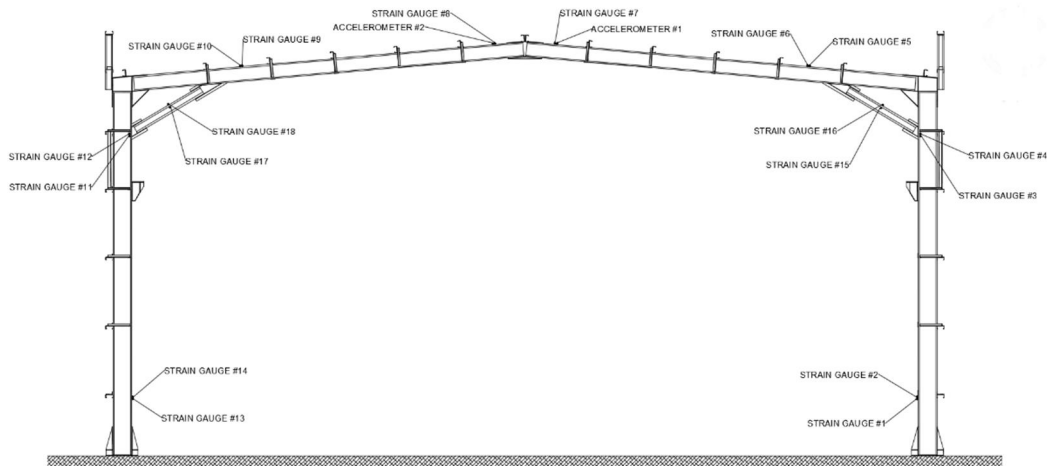 STRAIN GAUGE #8
STRAIN GAUGE #7
ACCELEROMETER #2
ACCELEROMETER #1
STRAIN GAUGE #10
STRAIN GAUGE #9
STRAIN GAUGE #6
STRAIN GAUGE #5
STRAIN GAUGE #18
STRAIN GAUGE #16
STRAIN GAUGE #12
STRAIN GAUGE #17
STRAIN GAUGE #15
STRAIN GAUGE #4
STRAIN GAUGE #11
STRAIN GAUGE #3
STRAIN GAUGE #14
STRAIN GAUGE #2
STRAIN GAUGE #13
STRAIN GAUGE #1